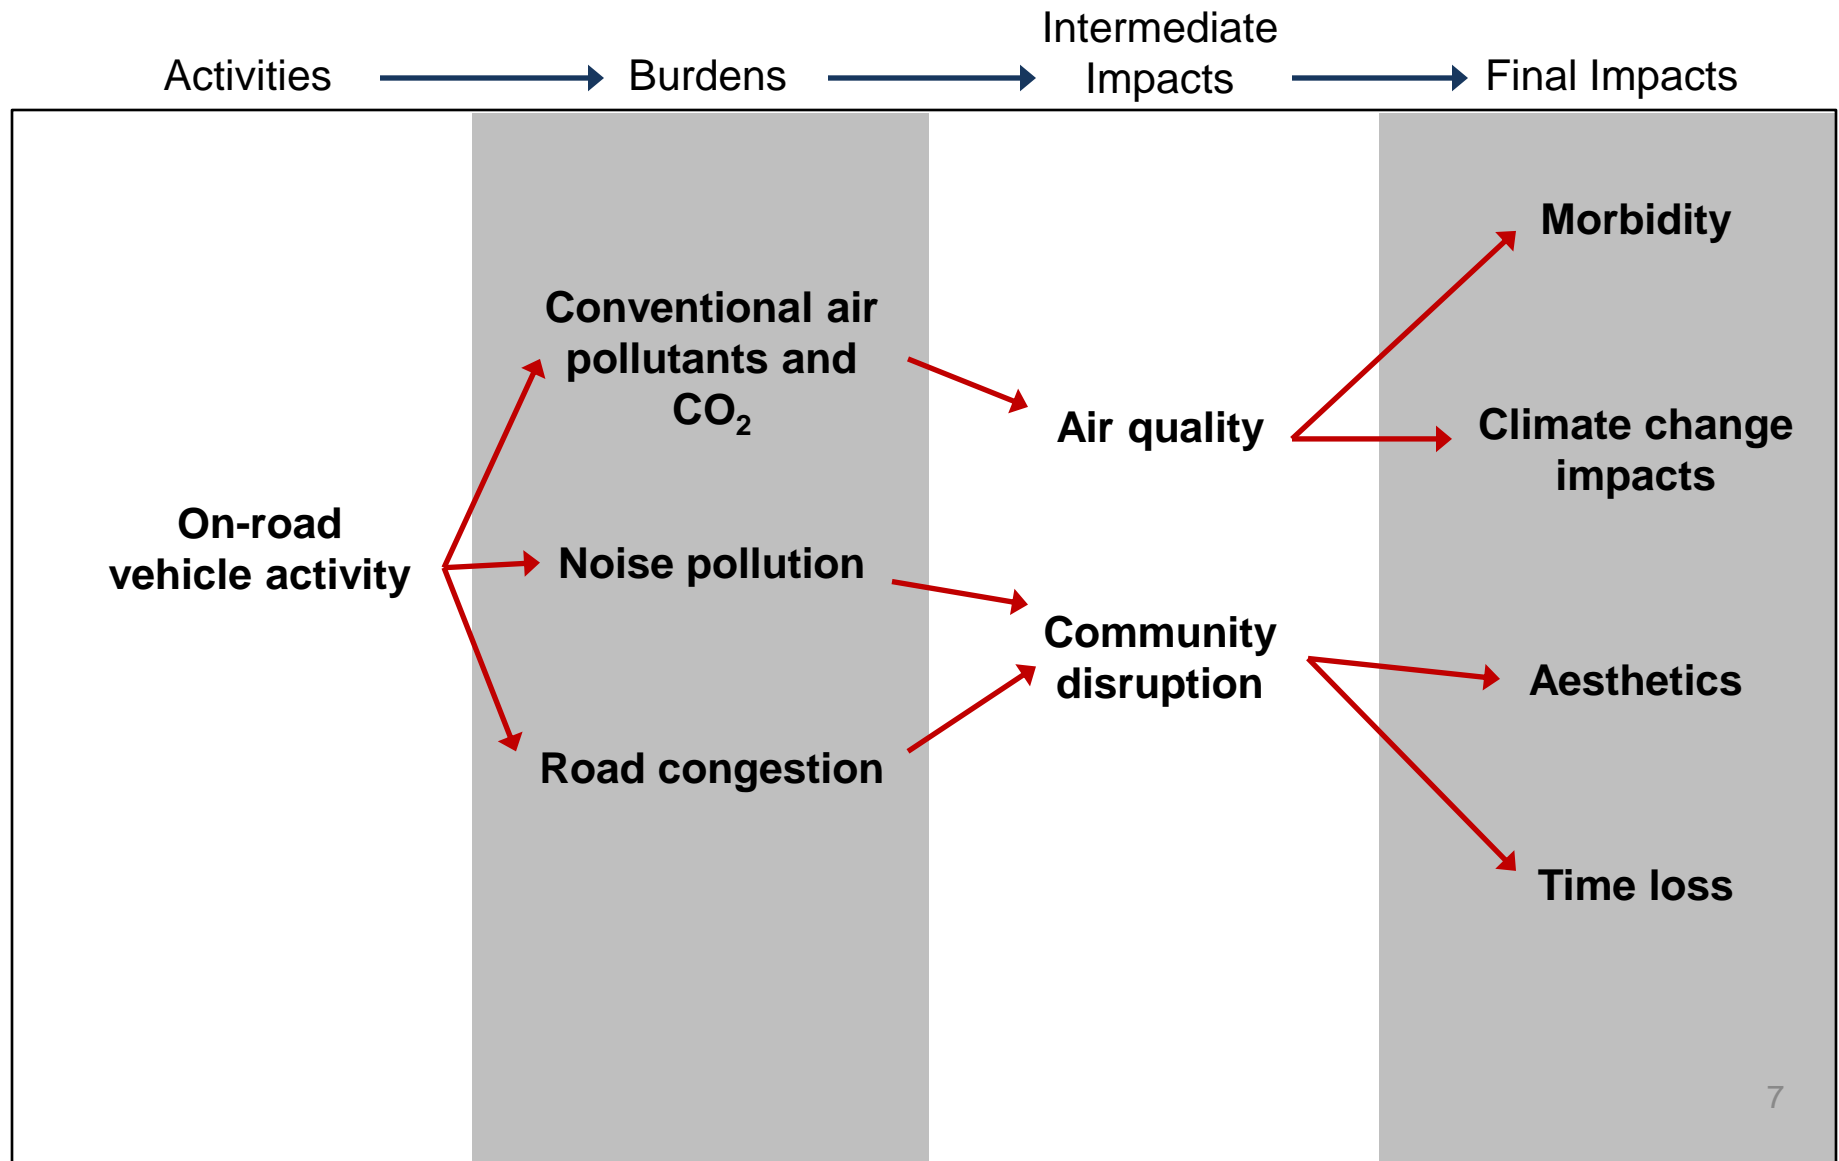 Activities
Burdens
Intermediate
Impacts
Final Impacts
On-road
vehicle activity
Conventional air
pollutants and
CO₂
Noise pollution
Road congestion
Air quality
Community
disruption
Morbidity
Climate change
impacts
Aesthetics
Time loss
7